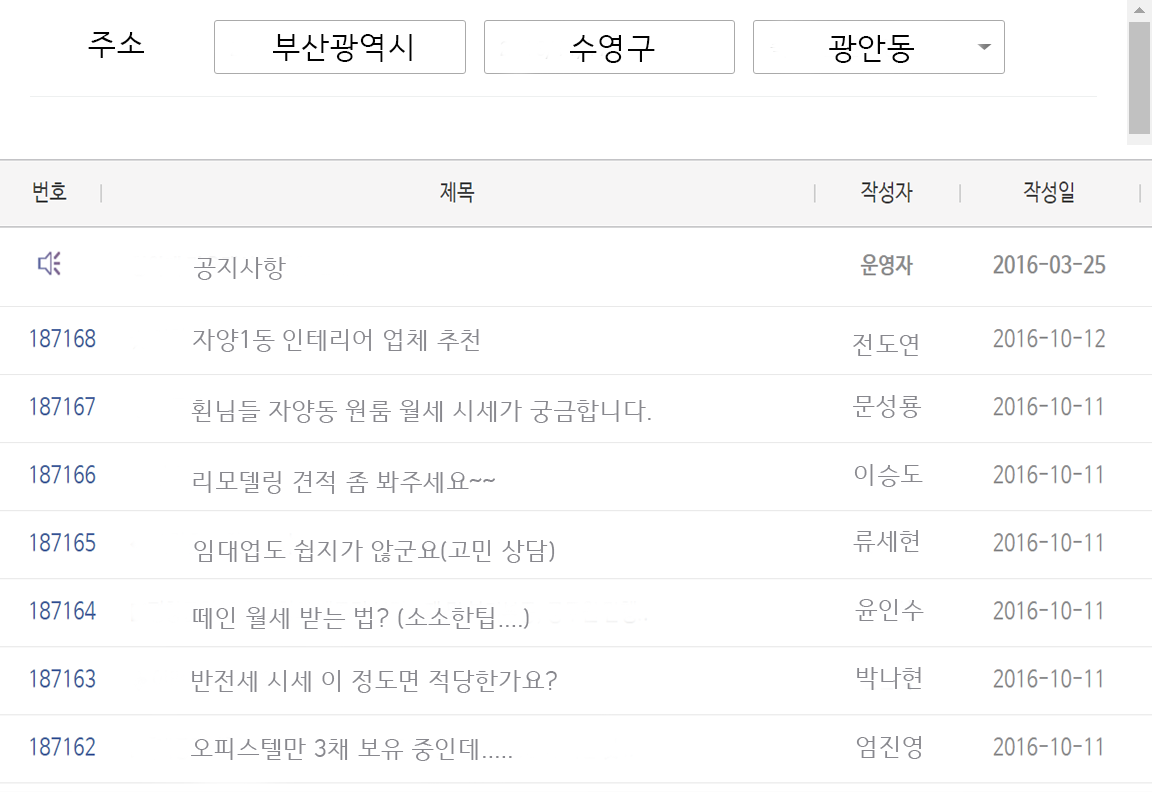 주소 부산광역시 수영구 광안동
번호 제목 작성자 작성일
공지사항 운영자 2016-03-25
187168 자양1동 인테리어 업체 추천 전도연 2016-10-12
187167 횐님들 자양동 원룸 월세 시세가 궁금합니다. 문성룡 2016-10-11
187166 리모델링 견적 좀 봐주세요~~ 이승도 2016-10-11
187165 임대업도 쉽지가 않군요(고민 상담) 류세현 2016-10-11
187164 떼인 월세 받는 법? (소소한팁....) 윤인수 2016-10-11
187163 반전세 시세 이 정도면 적당한가요? 박나현 2016-10-11
187162 오피스텔만 3채 보유 중인데..... 엄진영 2016-10-11